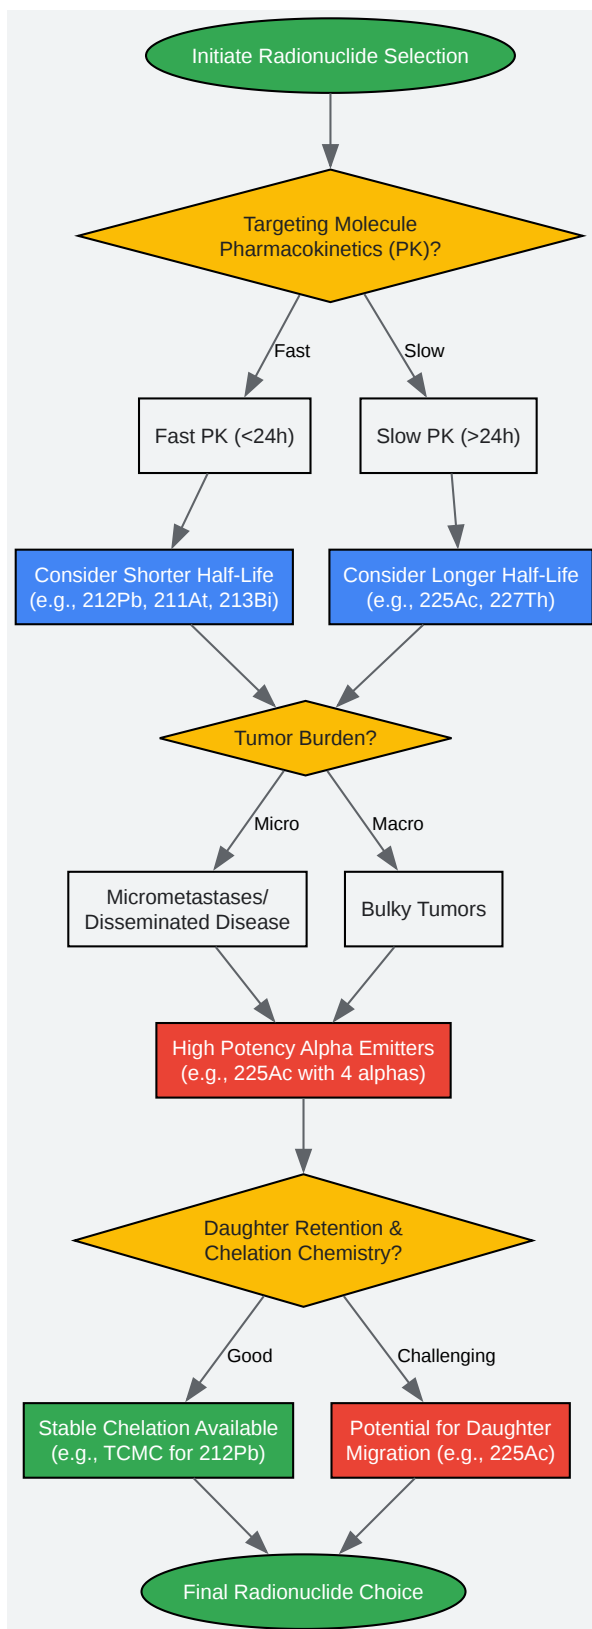 Initiate Radionuclide Selection
Targeting Molecule
Pharmacokinetics (PK)?
Fast
Slow
Fast PK (<24h)
Slow PK (>24h)
Consider Shorter Half-Life
(e.g., 212Pb, 211At, 213Bi)
Consider Longer Half-Life
(e.g., 225Ac, 227Th)
Tumor Burden?
Micro
Macro
Micrometastases/
Disseminated Disease
Bulky Tumors
High Potency Alpha Emitters
(e.g., 225Ac with 4 alphas)
Daughter Retention &
Chelation Chemistry?
Good
Challenging
Stable Chelation Available
(e.g., TCMC for 212Pb)
Potential for Daughter
Migration (e.g., 225Ac)
Final Radionuclide Choice